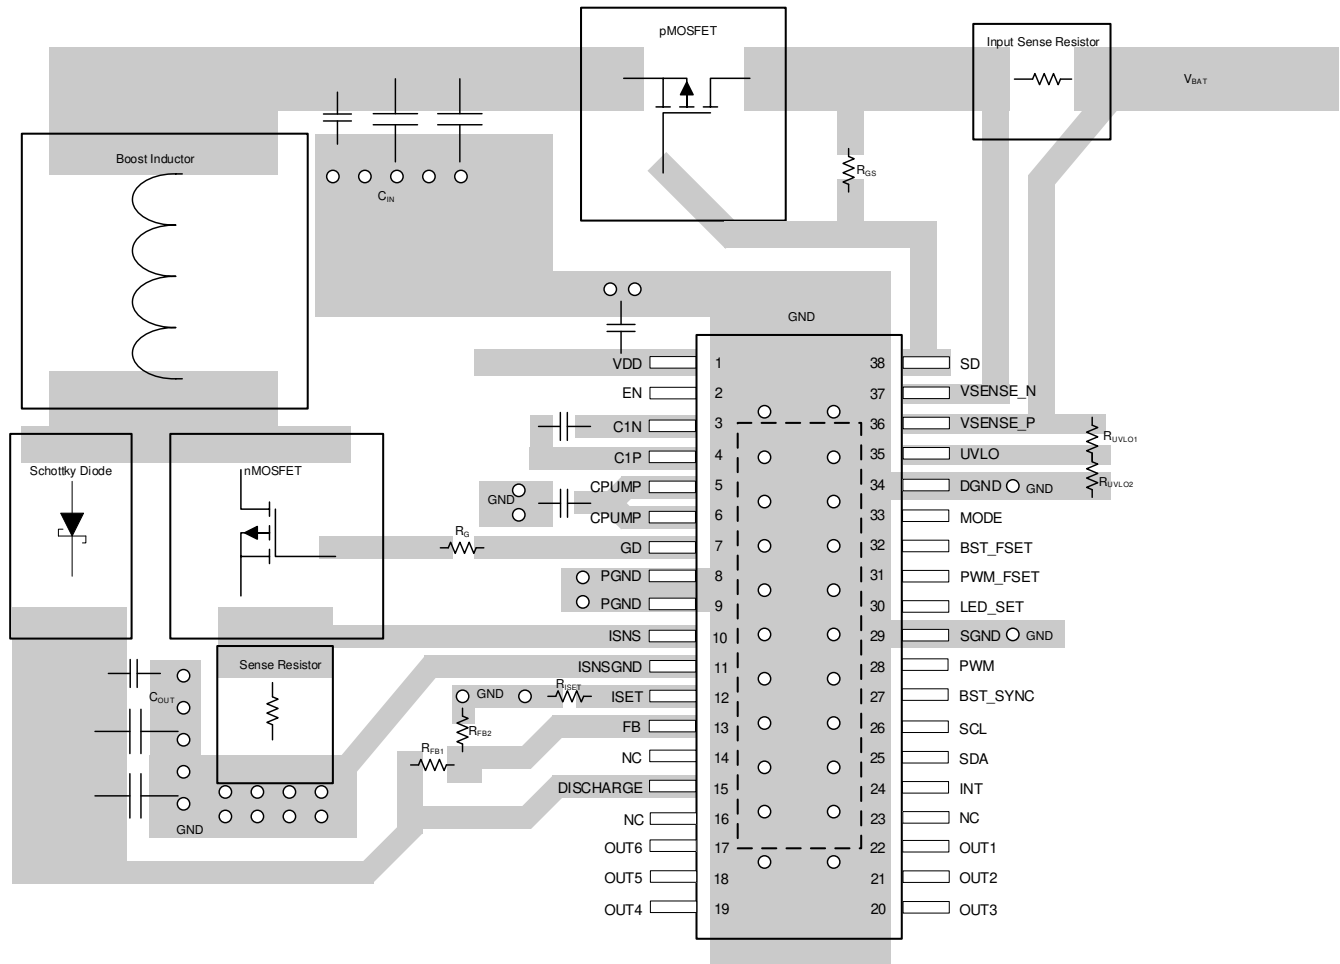 pMOSFET
Input Sense Resistor
VBAT
Boost Inductor
RGS
CIN
GND
VDD 1 38 SD
EN 2 37 VSENSE_N
C1N 3 36 VSENSE_P
RUVLO1
C1P 4 35 UVLO
Schottky Diode
nMOSFET
RUVLO2
GND CPUMP 5 34 DGND GND
CPUMP 6 33 MODE
RG
GD 7 32 BST_FSET
PGND 8 31 PWM_FSET
PGND 9 30 LED_SET
ISNS 10 29 SGND GND
Sense Resistor
ISNSGND 11 28 PWM
COUT
GND RISET ISET 12 27 BST_SYNC
RFB2
FB 13 26 SCL
RFB1
NC 14 25 SDA
DISCHARGE 15 24 INT
NC 16 23 NC
GND
OUT6 17 22 OUT1
OUT5 18 21 OUT2
OUT4 19 20 OUT3